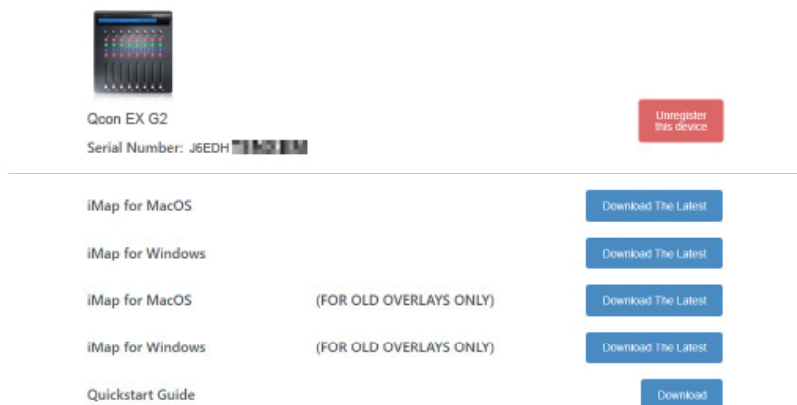 Qcon EX G2
Unregister
this device
Serial Number: J6EDH
iMap for MacOS Download The Latest
iMap for Windows Download The Latest
iMap for MacOS (FOR OLD OVERLAYS ONLY) Download The Latest
iMap for Windows (FOR OLD OVERLAYS ONLY) Download The Latest
Quickstart Guide Download